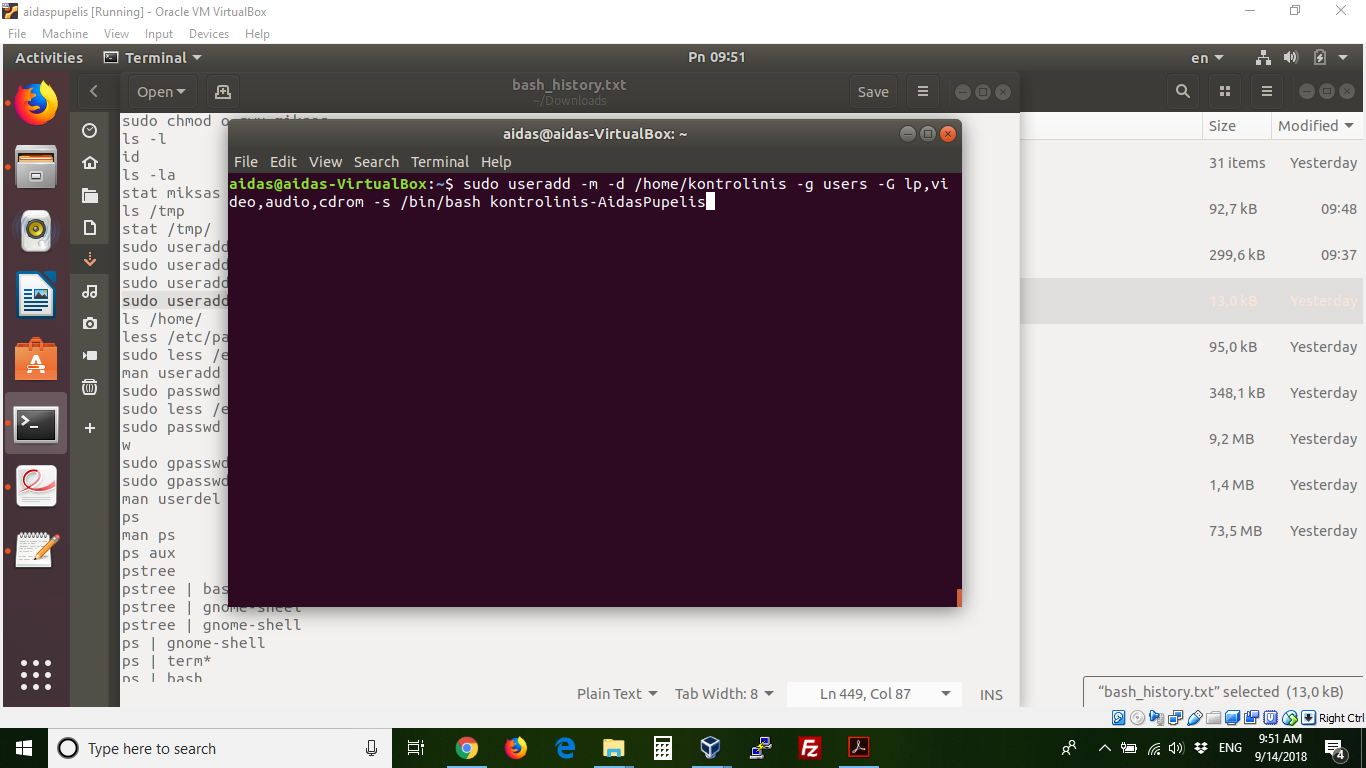 aidaspupelis [Running] - Oracle VM VirtualBox
File Machine View Input Devices Help
Activities Terminal Pn 09:51 en
Open bash_history.txt Save
~/Downloads
sudo chmod
ls -l
id
ls -la
stat miksas
ls /tmp
stat /tmp/
sudo useradd
sudo useradd
sudo useradd
sudo useradd
ls /home/
less /etc/pa
sudo less /e
man useradd
sudo passwd
sudo less /e
sudo passwd
w
sudo gpasswd
sudo gpasswd
man userdel
ps
man ps
ps aux
pstree
pstree | bas
pstree | gnome-sheet
pstree | gnome-shell
ps | gnome-shell
ps | term*
ps | bash
aidas@aidas-VirtualBox: ~
File Edit View Search Terminal Help
aidas@aidas-VirtualBox:~$ sudo useradd -m -d /home/kontrolinis -g users -G lp,vi
deo,audio,cdrom -s /bin/bash kontrolinis-AidasPupelis
Size Modified
31 items Yesterday
92,7 kB 09:48
299,6 kB 09:37
13,0 kB Yesterday
95,0 kB Yesterday
348,1 kB Yesterday
9,2 MB Yesterday
1,4 MB Yesterday
73,5 MB Yesterday
Plain Text Tab Width: 8 Ln 449, Col 87 INS
“bash_history.txt” selected (13,0 kB)
Right Ctrl
Type here to search
ENG
9:51 AM
9/14/2018
4